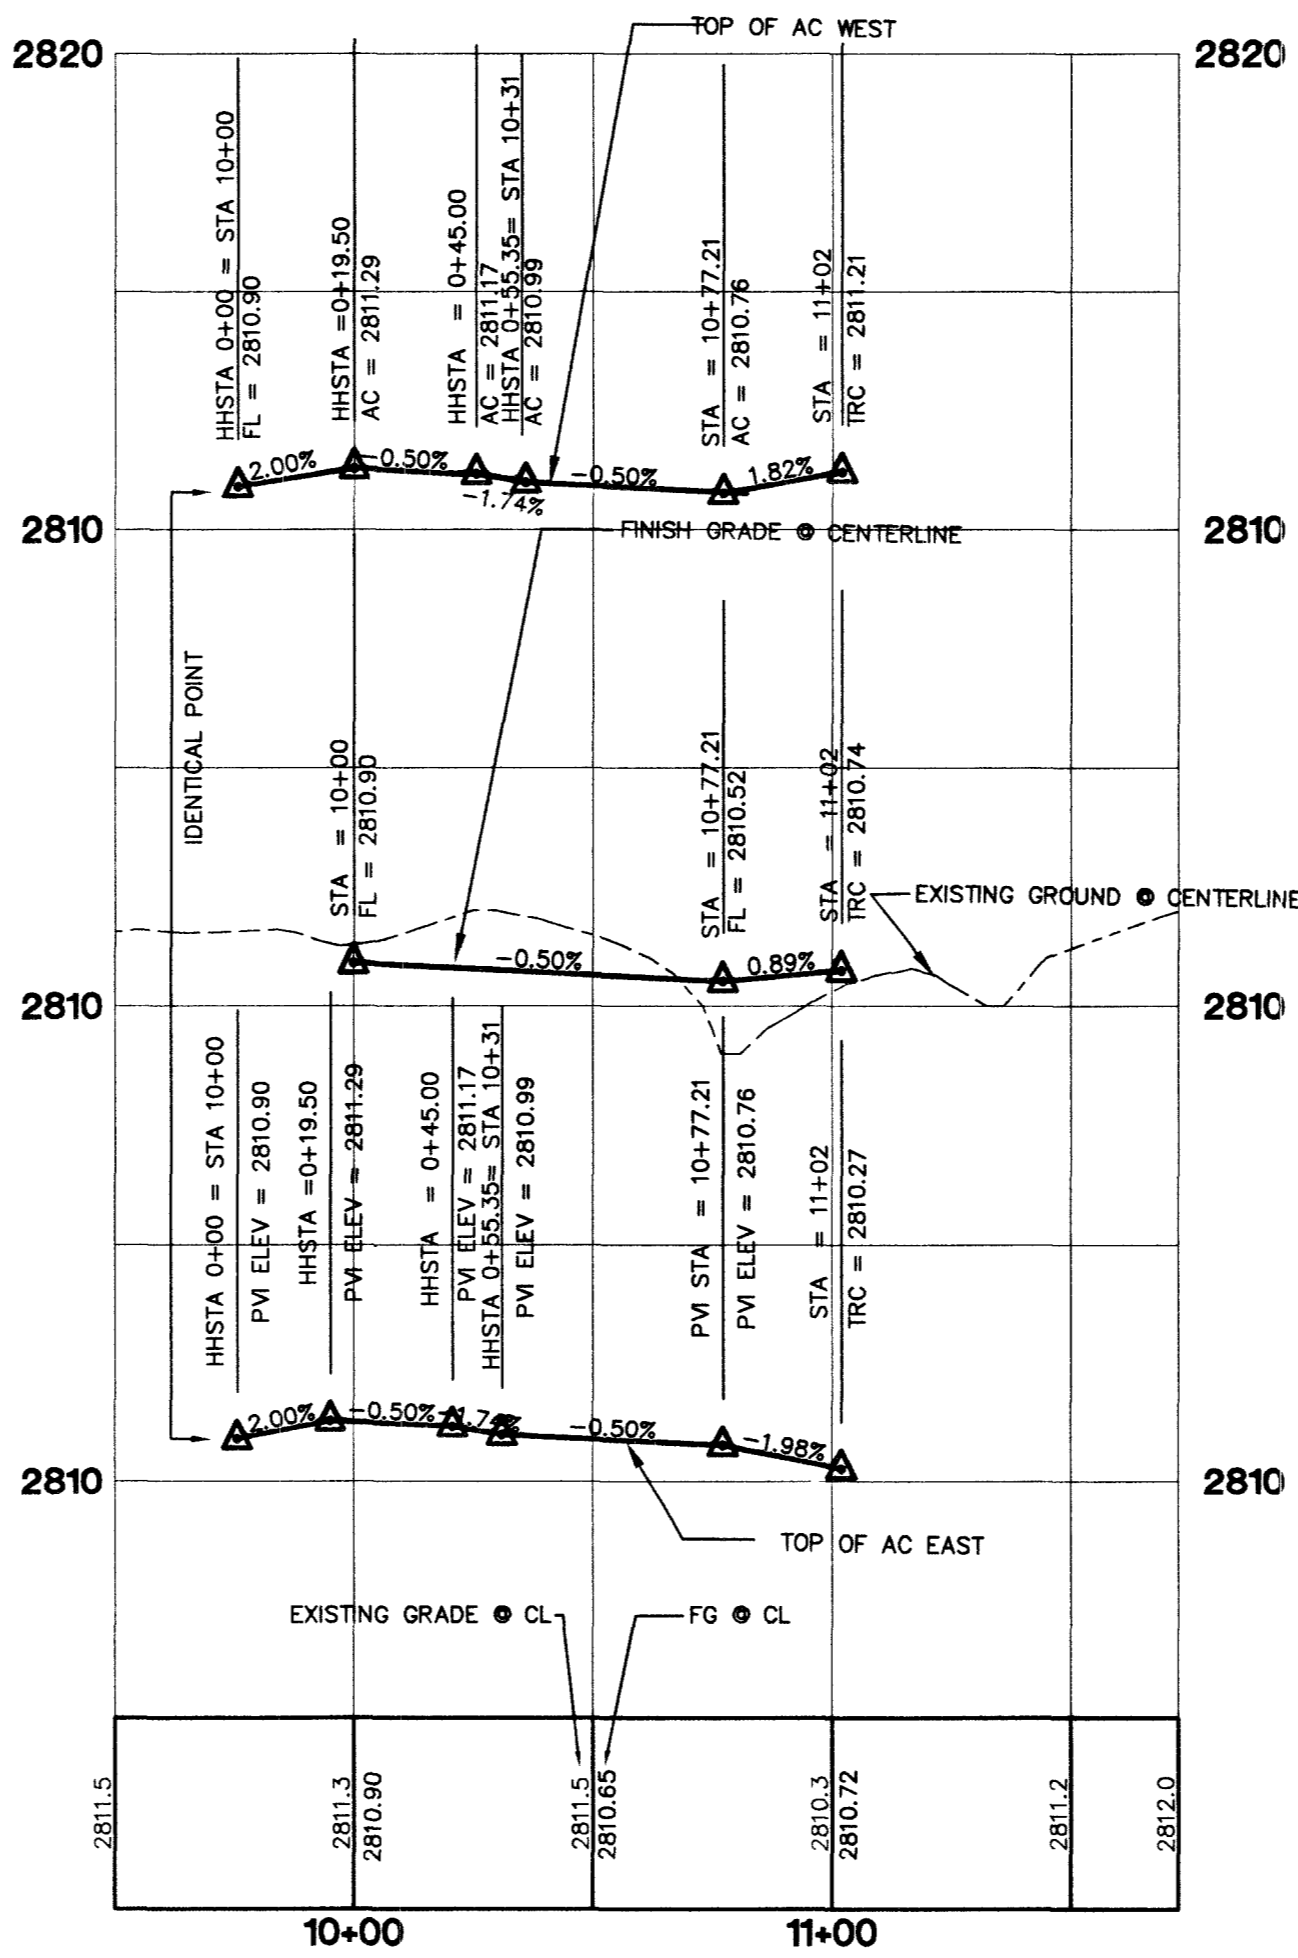 TOP OF AC WEST
2820
2820
HHSTA 0+00 = STA 10+00
FL = 2810.90
HHSTA =0+19.50
AC = 2811.29
HHSTA = 0+45.00
AC = 2811.17
HHSTA 0+55.35= STA 10+31
AC = 2810.99
STA = 10+77.21
AC = 2810.76
STA = 11+02
TRC = 2811.21
2.00%
-0.50%
-1.74%
-0.50%
1.82%
2810
2810
FINISH GRADE @ CENTERLINE
IDENTICAL POINT
STA = 10+00
FL = 2810.90
STA = 10+77.21
FL = 2810.52
STA = 11+02
TRC = 2810.74
EXISTING GROUND @ CENTERLINE
-0.50%
0.89%
2810
2810
HHSTA 0+00 = STA 10+00
PVI ELEV = 2810.90
HHSTA =0+19.50
PVI ELEV = 2811.29
HHSTA = 0+45.00
PVI ELEV = 2811.17
HHSTA 0+55.35= STA 10+31
PVI ELEV = 2810.99
PVI STA = 10+77.21
PVI ELEV = 2810.76
STA = 11+02
TRC = 2810.27
2.00%
-0.50%
-1.74%
-0.50%
-1.98%
2810
2810
TOP OF AC EAST
EXISTING GRADE @ CL
FG @ CL
2811.5
2811.3
2810.90
2811.5
2810.65
2810.3
2810.72
2811.2
2812.0
10+00
11+00